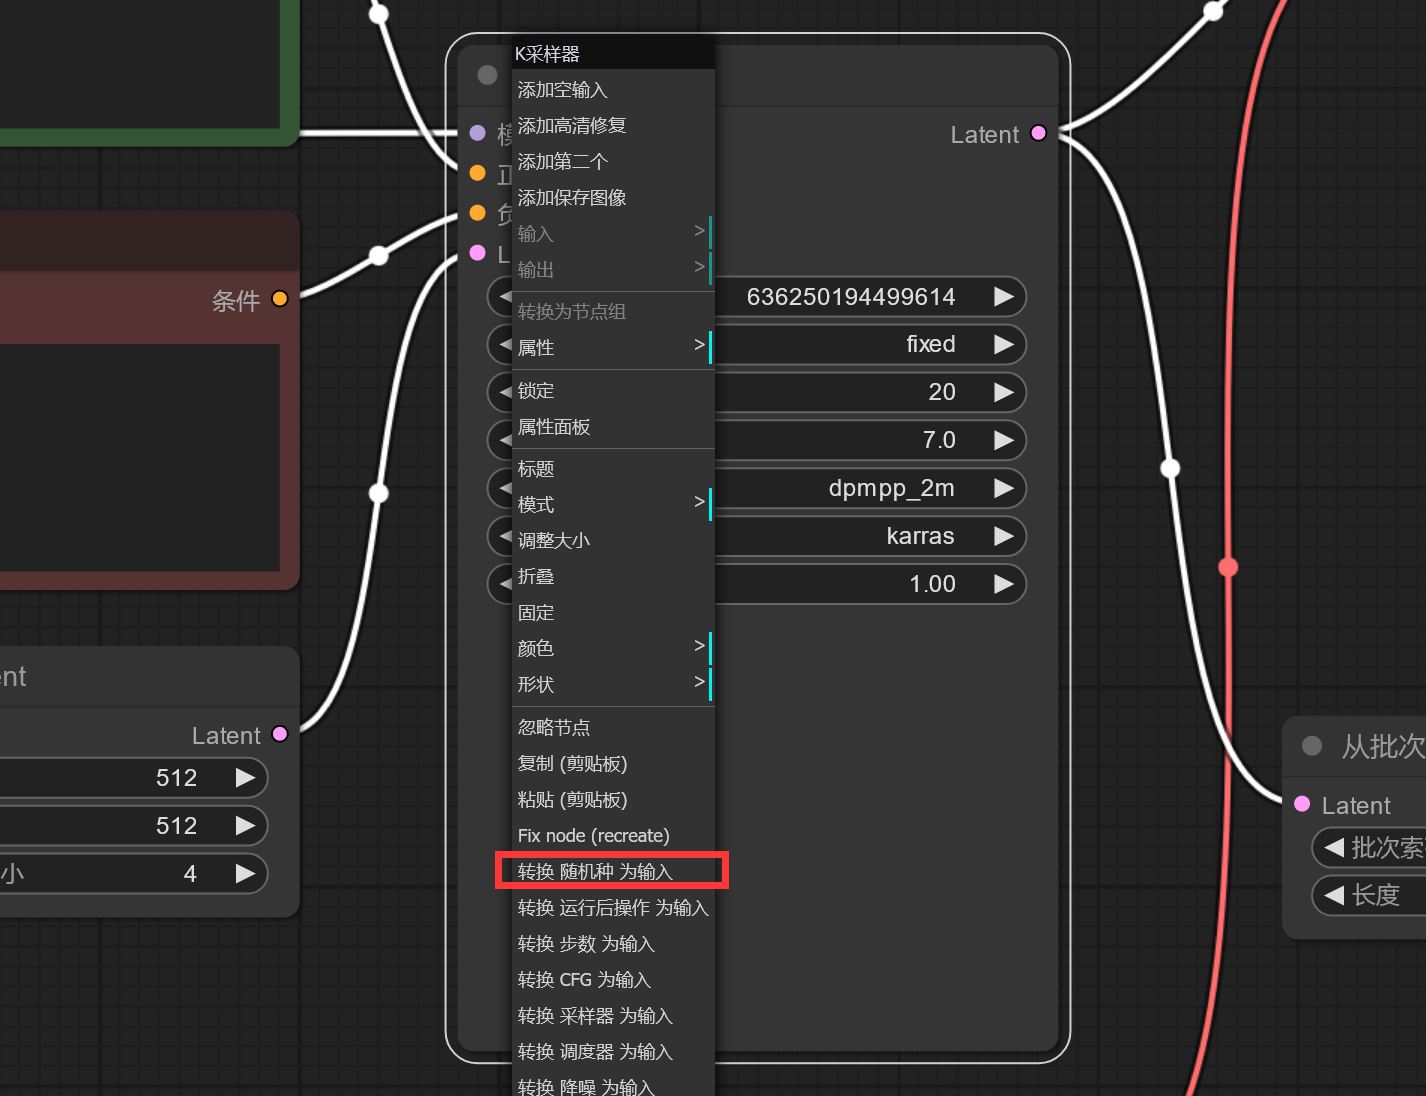 K采样器
添加空输入
添加高清修复
添加第二个
添加保存图像
输入 >
输出 >
转换为节点组
属性 >
锁定
属性面板
标题
模式 >
调整大小
折叠
固定
颜色 >
形状 >
忽略节点
复制 (剪贴板)
粘贴 (剪贴板)
Fix node (recreate)
转换 随机种 为输入
转换 运行后操作 为输入
转换 步数 为输入
转换 CFG 为输入
转换 采样器 为输入
转换 调度器 为输入
转换 降噪 为输入
Latent
636250194499614
fixed
20
7.0
dpmpp_2m
karras
1.00
条件
ent
Latent
512
512
小 4
从批次
Latent
批次索
长度